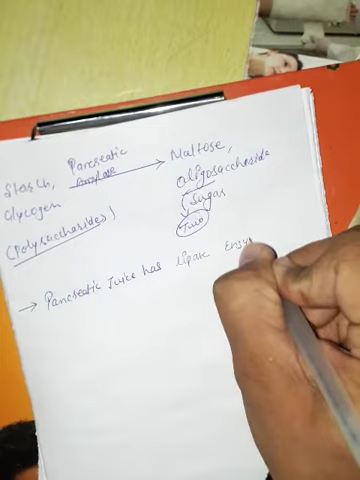 Starch, Pancreatic Amylase → Maltose,
Glycogen Oligosaccharide
(Polysaccharides) (Sugar
Two
→ Pancreatic Juice has lipase Enzy